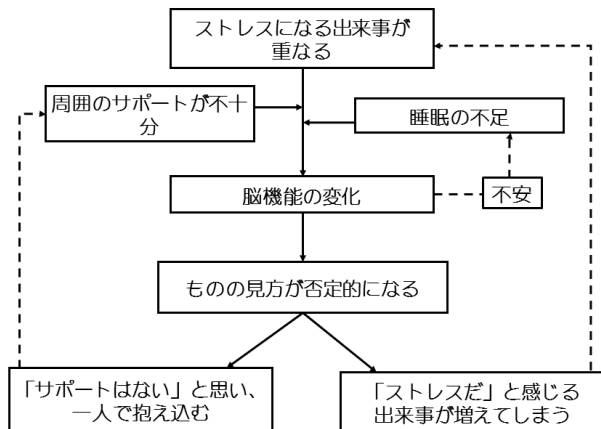 ストレスになる出来事が
重なる
周囲のサポートが不十
分
睡眠の不足
脳機能の変化
不安
ものの見方が否定的になる
「サポートはない」と思い、
一人で抱え込む
「ストレスだ」と感じる
出来事が増えてしまう